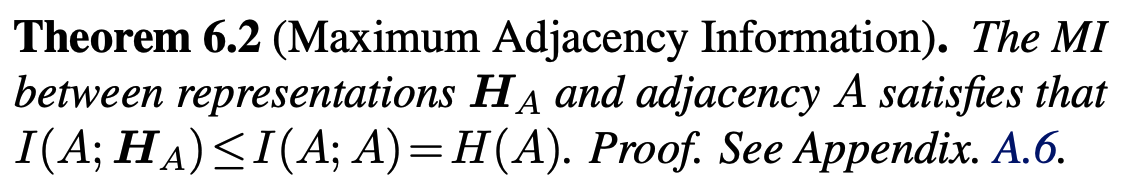 Theorem 6.2 (Maximum Adjacency Information). The MI
between representations H_A and adjacency A satisfies that
I(A; H_A)≤I(A; A)=H(A). Proof. See Appendix. A.6.